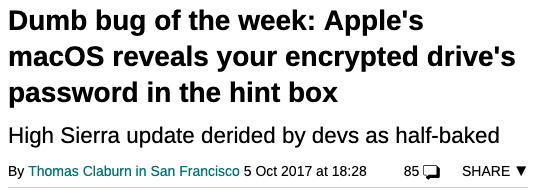 Dumb bug of the week: Apple's
macOS reveals your encrypted drive's
password in the hint box
High Sierra update derided by devs as half-baked
By Thomas Claburn in San Francisco 5 Oct 2017 at 18:28 85 SHARE ▼